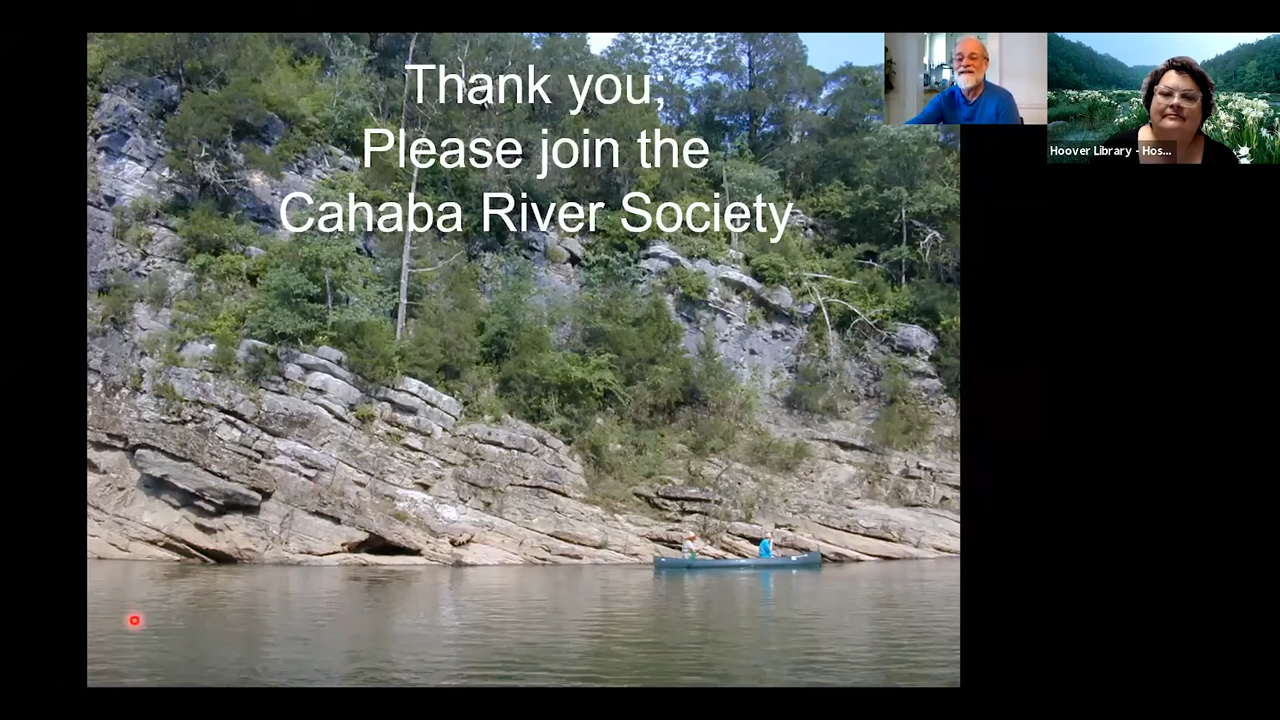 Thank you;
Please join the
Cahaba River Society
Hoover Library - Hos...